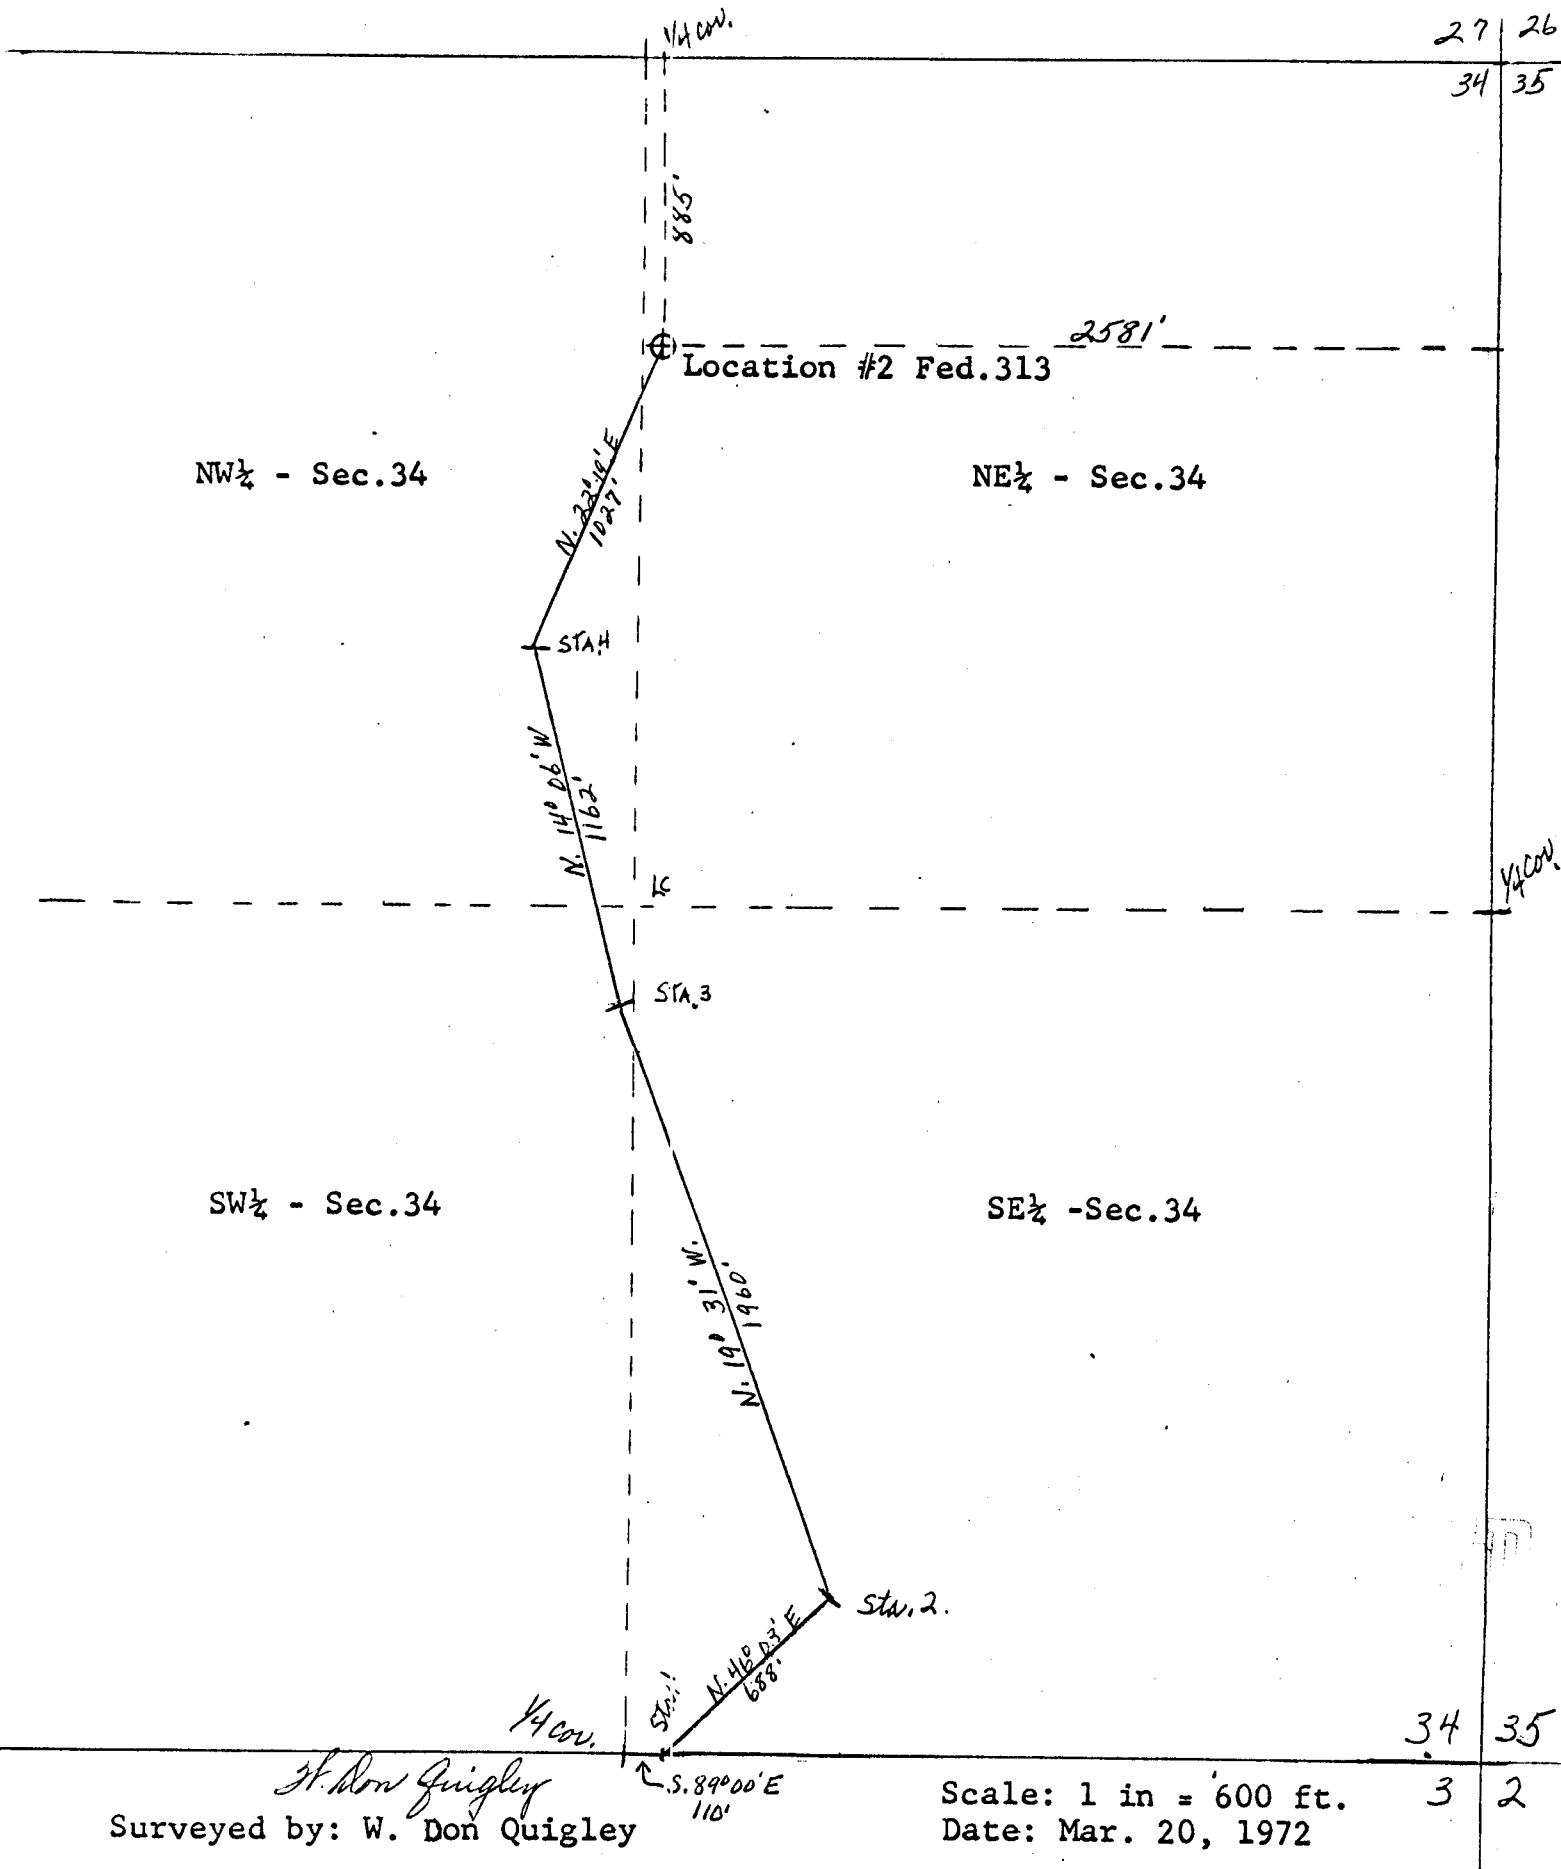 1/4 cor.
27 26
34 35
885'
2581'
Location #2 Fed.313
NW¼ - Sec.34
NE¼ - Sec.34
N. 22° 19' E
1027'
STA.4
N. 14° 06' W
1162'
¼ cor.
STA.3
SW¼ - Sec.34
SE¼ -Sec.34
N. 19° 31' W.
1960'
Sta. 2.
N. 46° 03' E
688'
Sta. 1
1/4 cor.
34 35
W. Don Quigley
S. 89°00' E
110'
Scale: 1 in = 600 ft.
3 2
Surveyed by: W. Don Quigley
Date: Mar. 20, 1972